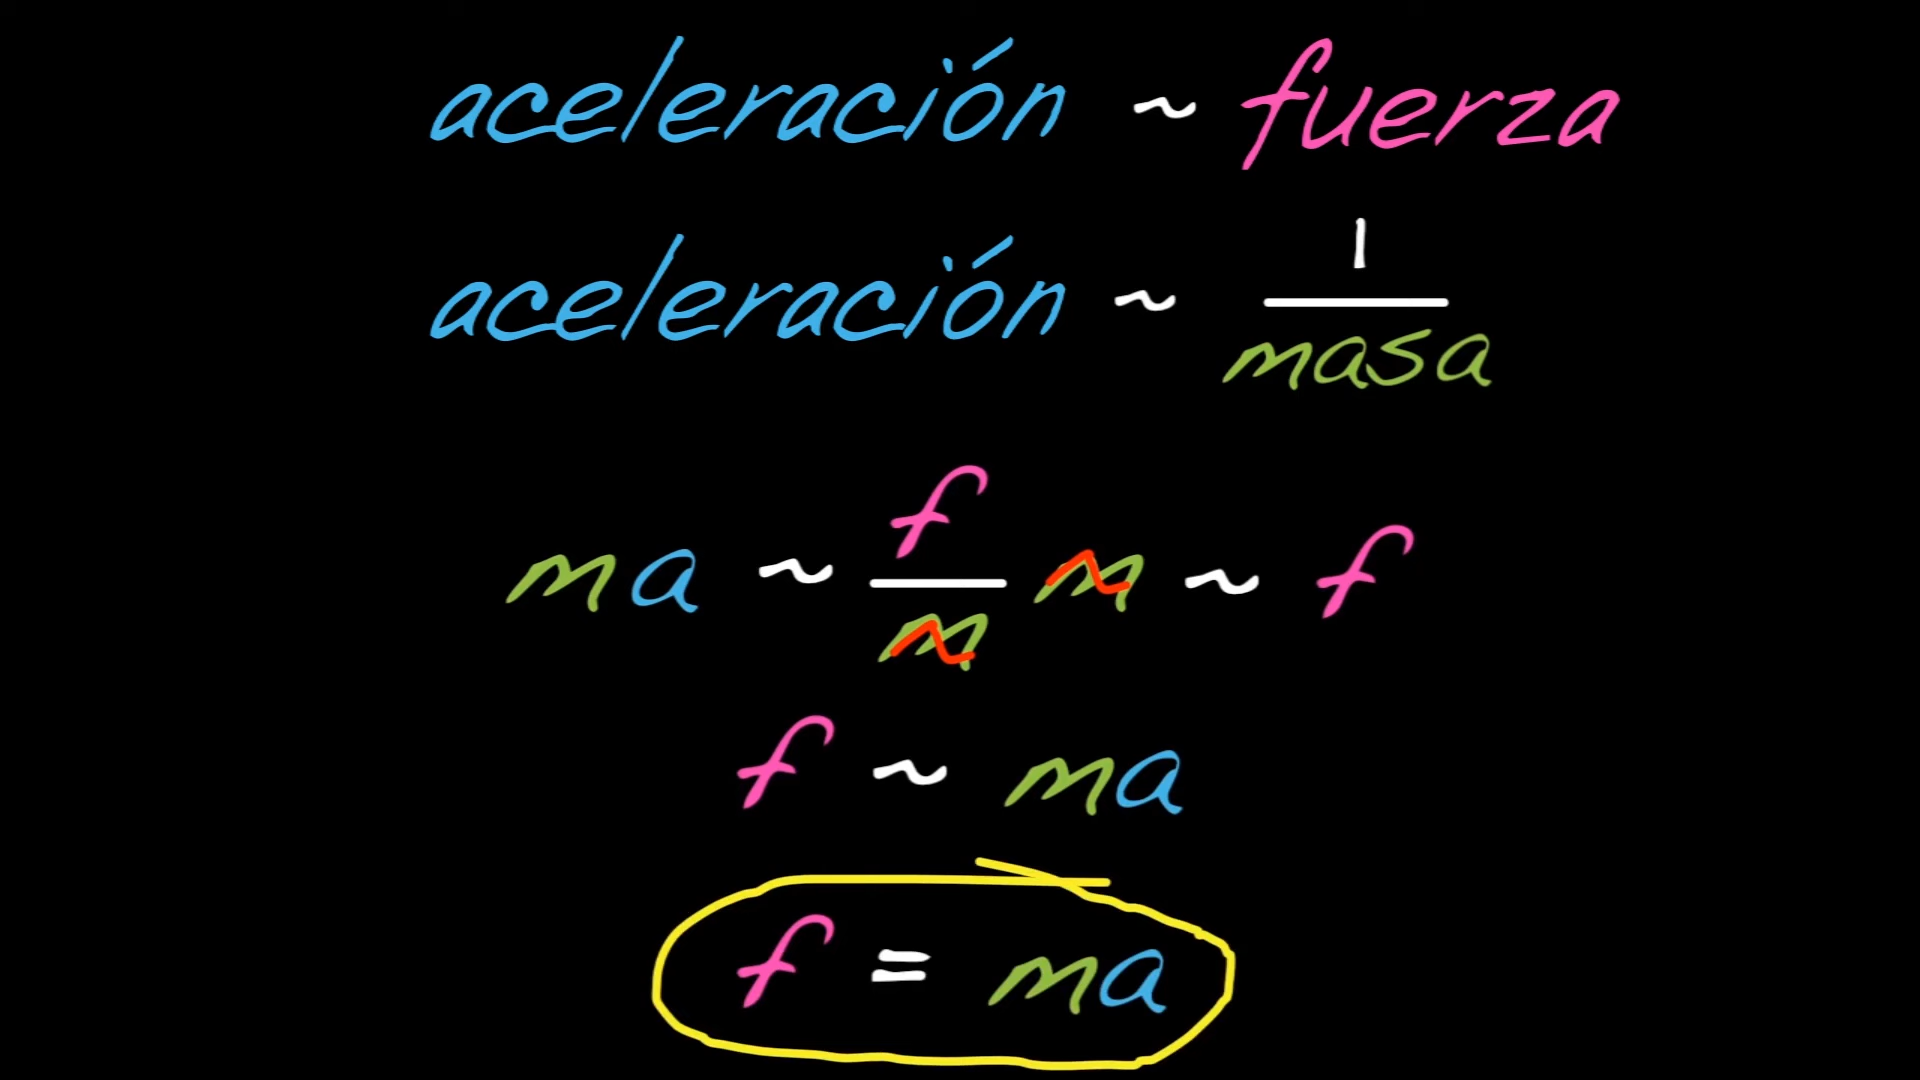 aceleración ~ fuerza
aceleración ~ 1/masa
ma ~ f/m m ~ f
f ~ ma
f = ma